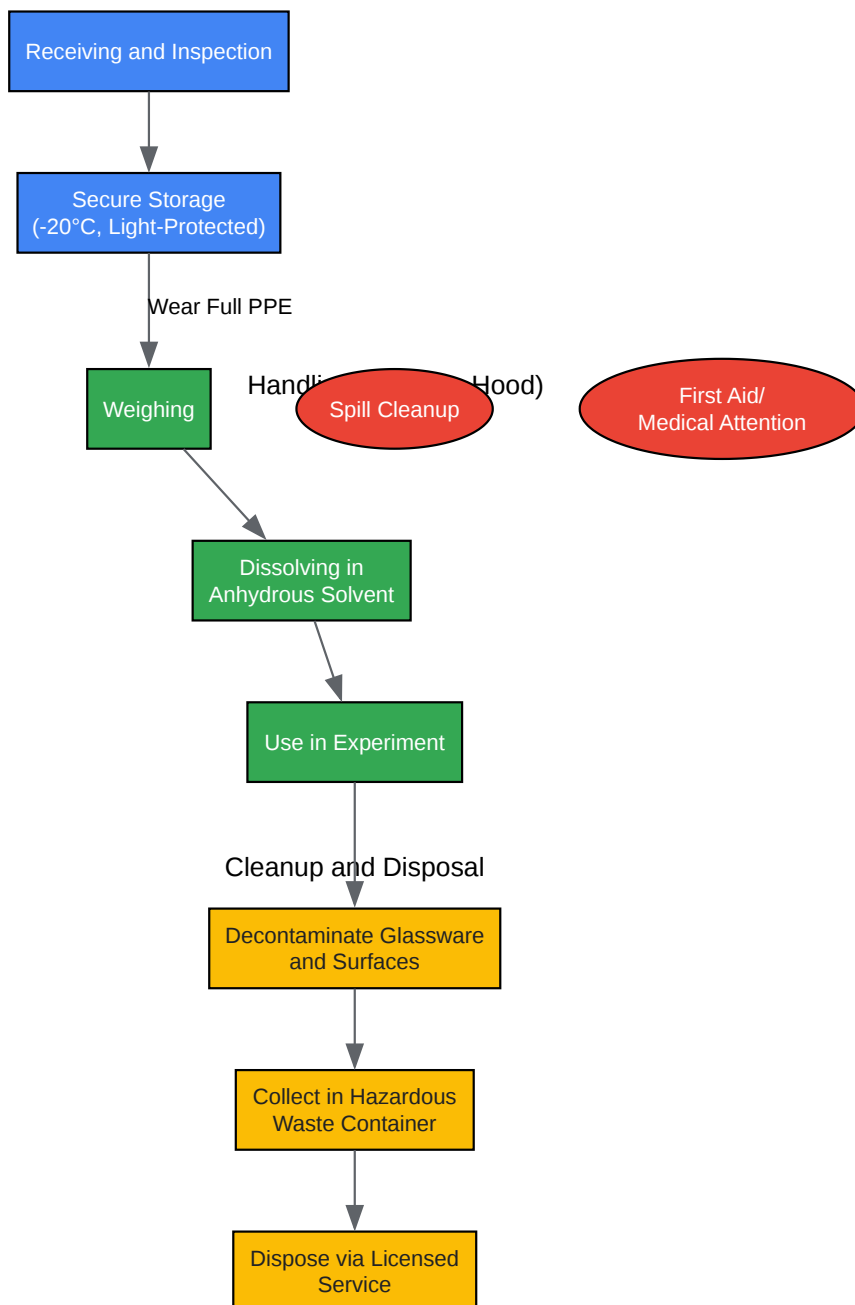 Receiving and Inspection
Secure Storage
(-20°C, Light-Protected)
Wear Full PPE
Hood)
Weighing
Spill Cleanup
First Aid/
Medical Attention
Dissolving in
Anhydrous Solvent
Use in Experiment
Cleanup and Disposal
Decontaminate Glassware
and Surfaces
Collect in Hazardous
Waste Container
Dispose via Licensed
Service